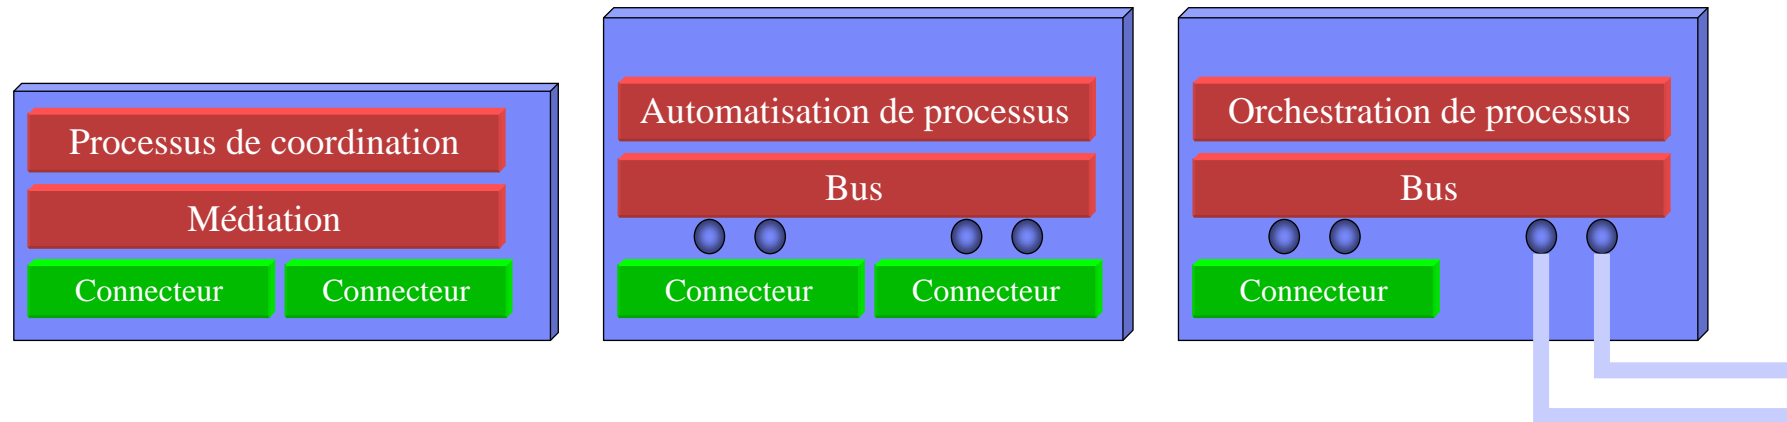 Processus de coordination
Médiation
Connecteur
Connecteur
Automatisation de processus
Bus
Connecteur
Connecteur
Orchestration de processus
Bus
Connecteur